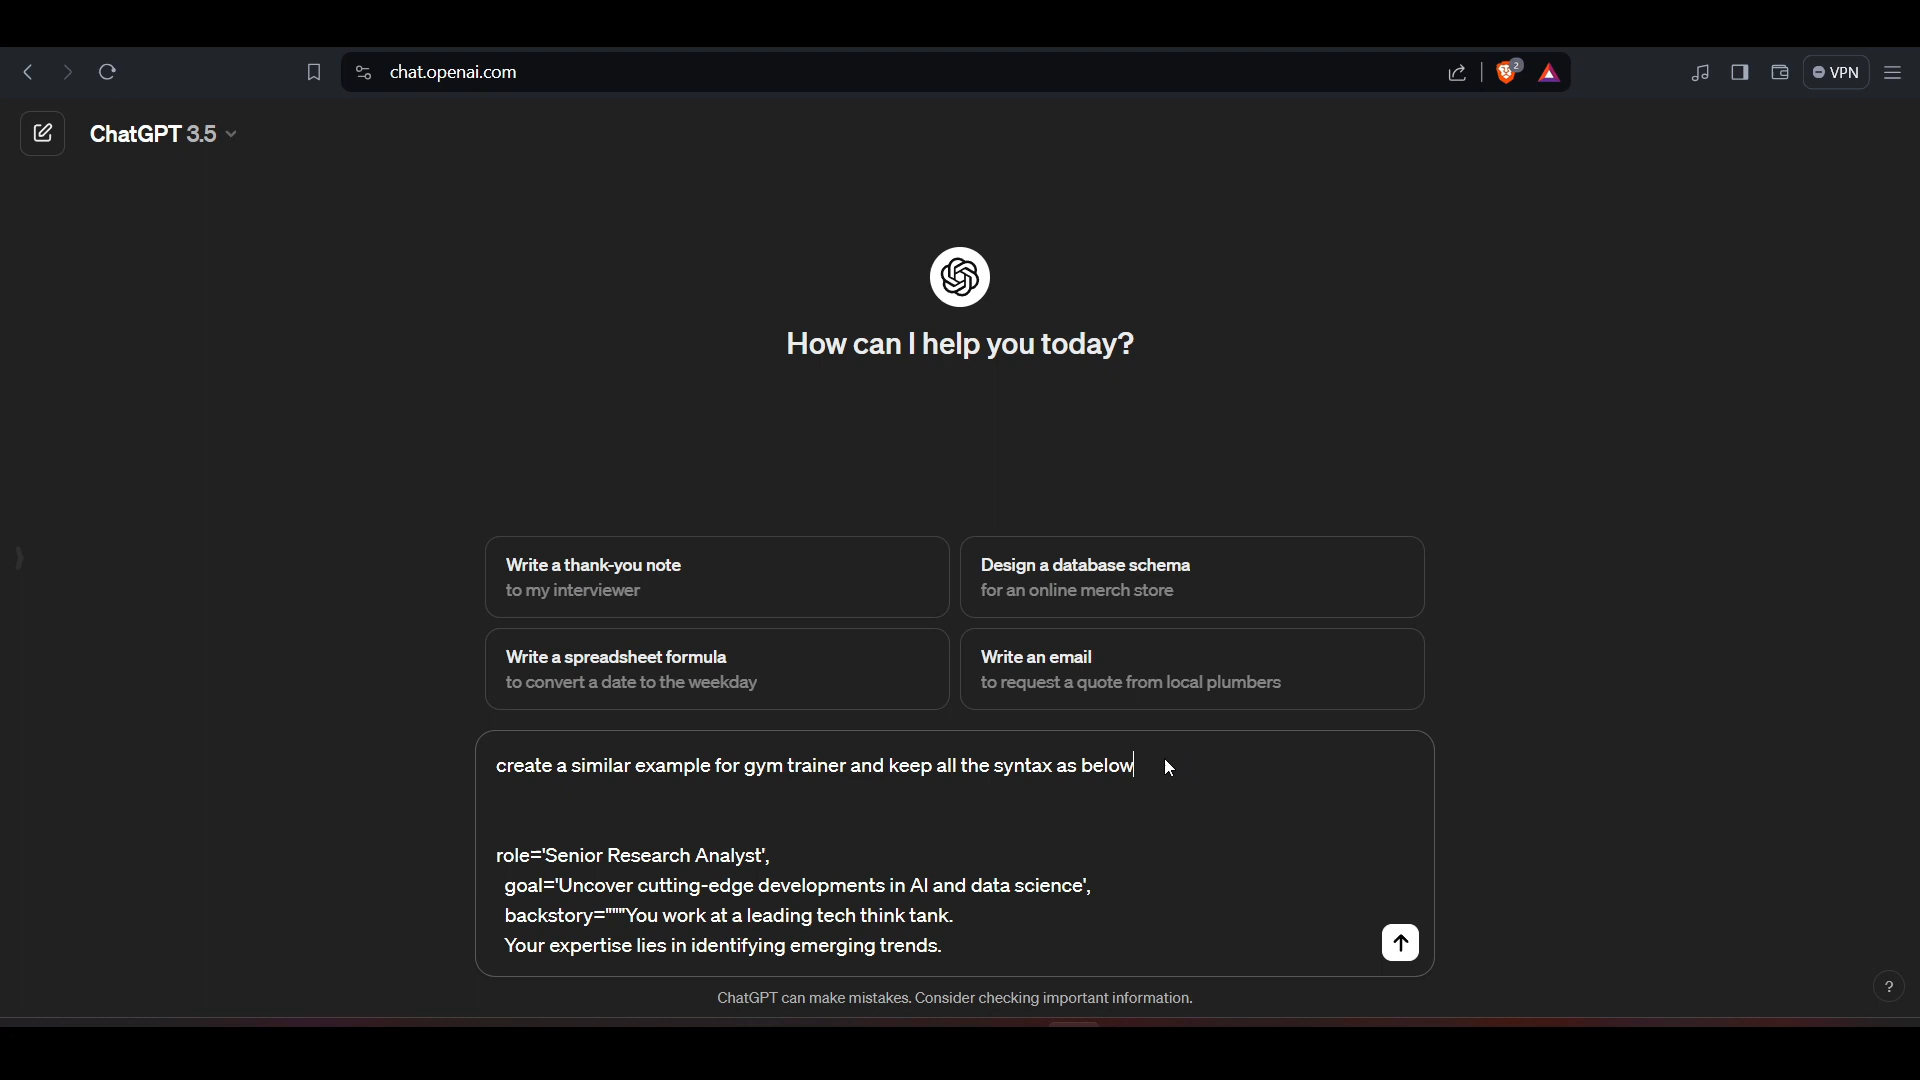 chat.openai.com
2
VPN
ChatGPT 3.5
How can I help you today?
Write a thank-you note
to my interviewer
Design a database schema
for an online merch store
Write a spreadsheet formula
to convert a date to the weekday
Write an email
to request a quote from local plumbers
create a similar example for gym trainer and keep all the syntax as below
role='Senior Research Analyst',
goal='Uncover cutting-edge developments in AI and data science',
backstory="""You work at a leading tech think tank.
Your expertise lies in identifying emerging trends.
ChatGPT can make mistakes. Consider checking important information.
?